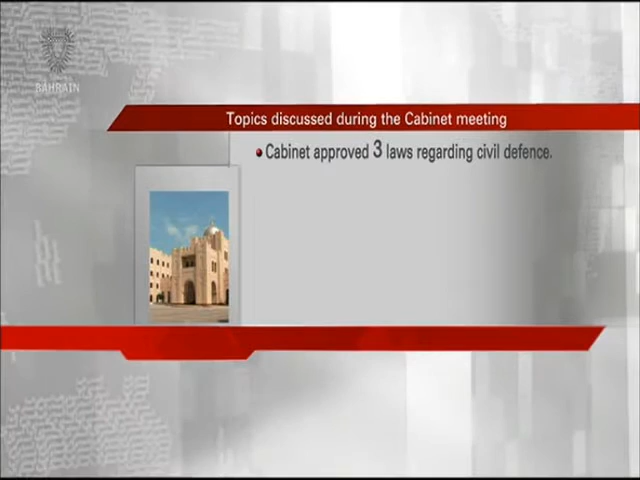 BAHRAIN
Topics discussed during the Cabinet meeting
Cabinet approved 3 laws regarding civil defence.